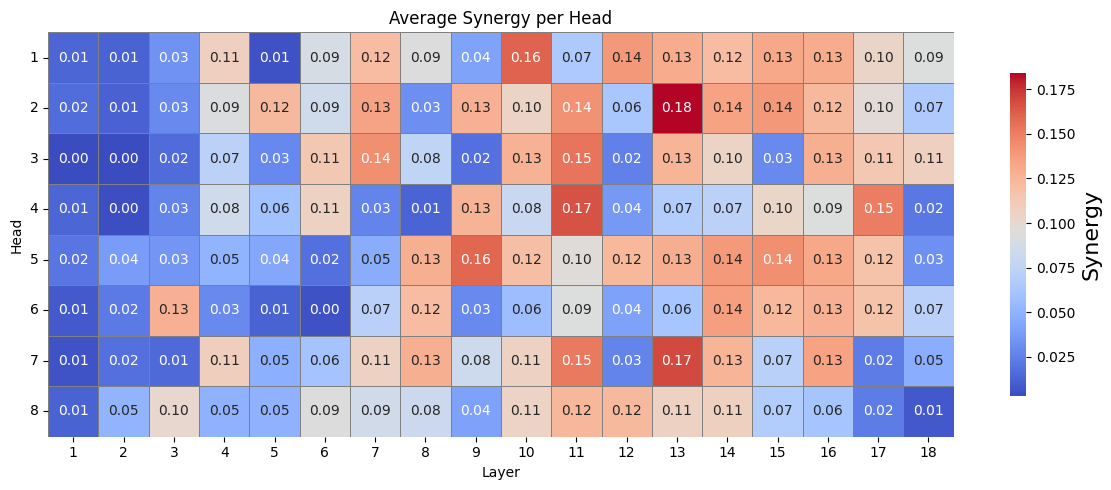 Average Synergy per Head
1 0.01 0.01 0.03 0.11 0.01 0.09 0.12 0.09 0.04 0.16 0.07 0.14 0.13 0.12 0.13 0.13 0.10 0.09
2 0.02 0.01 0.03 0.09 0.12 0.09 0.13 0.03 0.13 0.10 0.14 0.06 0.18 0.14 0.14 0.12 0.10 0.07
3 0.00 0.00 0.02 0.07 0.03 0.11 0.14 0.08 0.02 0.13 0.15 0.02 0.13 0.10 0.03 0.13 0.11 0.11
4 0.01 0.00 0.03 0.08 0.06 0.11 0.03 0.01 0.13 0.08 0.17 0.04 0.07 0.07 0.10 0.09 0.15 0.02
5 0.02 0.04 0.03 0.05 0.04 0.02 0.05 0.13 0.16 0.12 0.10 0.12 0.13 0.14 0.14 0.13 0.12 0.03
6 0.01 0.02 0.13 0.03 0.01 0.00 0.07 0.12 0.03 0.06 0.09 0.04 0.06 0.14 0.12 0.13 0.12 0.07
7 0.01 0.02 0.01 0.11 0.05 0.06 0.11 0.13 0.08 0.11 0.15 0.03 0.17 0.13 0.07 0.13 0.02 0.05
8 0.01 0.05 0.10 0.05 0.05 0.09 0.09 0.08 0.04 0.11 0.12 0.12 0.11 0.11 0.07 0.06 0.02 0.01
1 2 3 4 5 6 7 8 9 10 11 12 13 14 15 16 17 18
Layer
Head
0.175
0.150
0.125
0.100
0.075
0.050
0.025
Synergy